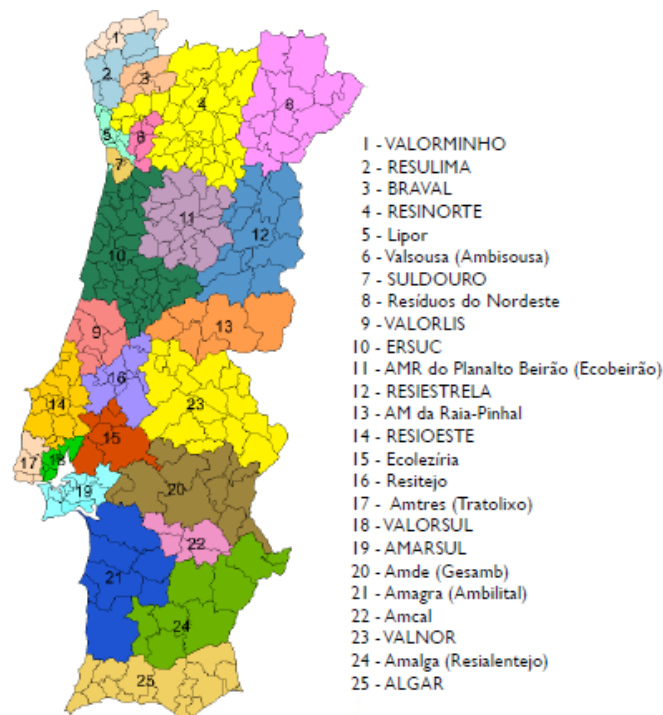 1
2
3
4
8
5
6
7
11
12
10
9
13
16
14
23
15
17
18
19
20
22
21
24
25
1 - VALORMINHO
2 - RESULIMA
3 - BRAVAL
4 - RESINORTE
5 - Lipor
6 - Valsousa (Ambisousa)
7 - SULDOURO
8 - Resíduos do Nordeste
9 - VALORLIS
10 - ERSUC
11 - AMR do Planalto Beirão (Ecobeirão)
12 - RESIESTRELA
13 - AM da Raia-Pinhal
14 - RESIOESTE
15 - Ecolezíria
16 - Resitejo
17 - Amtres (Tratolixo)
18 - VALORSUL
19 - AMARSUL
20 - Amde (Gesamb)
21 - Amagra (Ambilital)
22 - Amcal
23 - VALNOR
24 - Amalga (Resialentejo)
25 - ALGAR